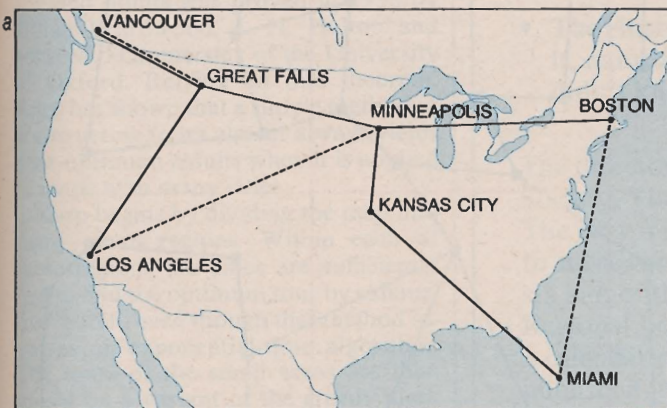 a
VANCOUVER
GREAT FALLS
MINNEAPOLIS
BOSTON
KANSAS CITY
LOS ANGELES
MIAMI